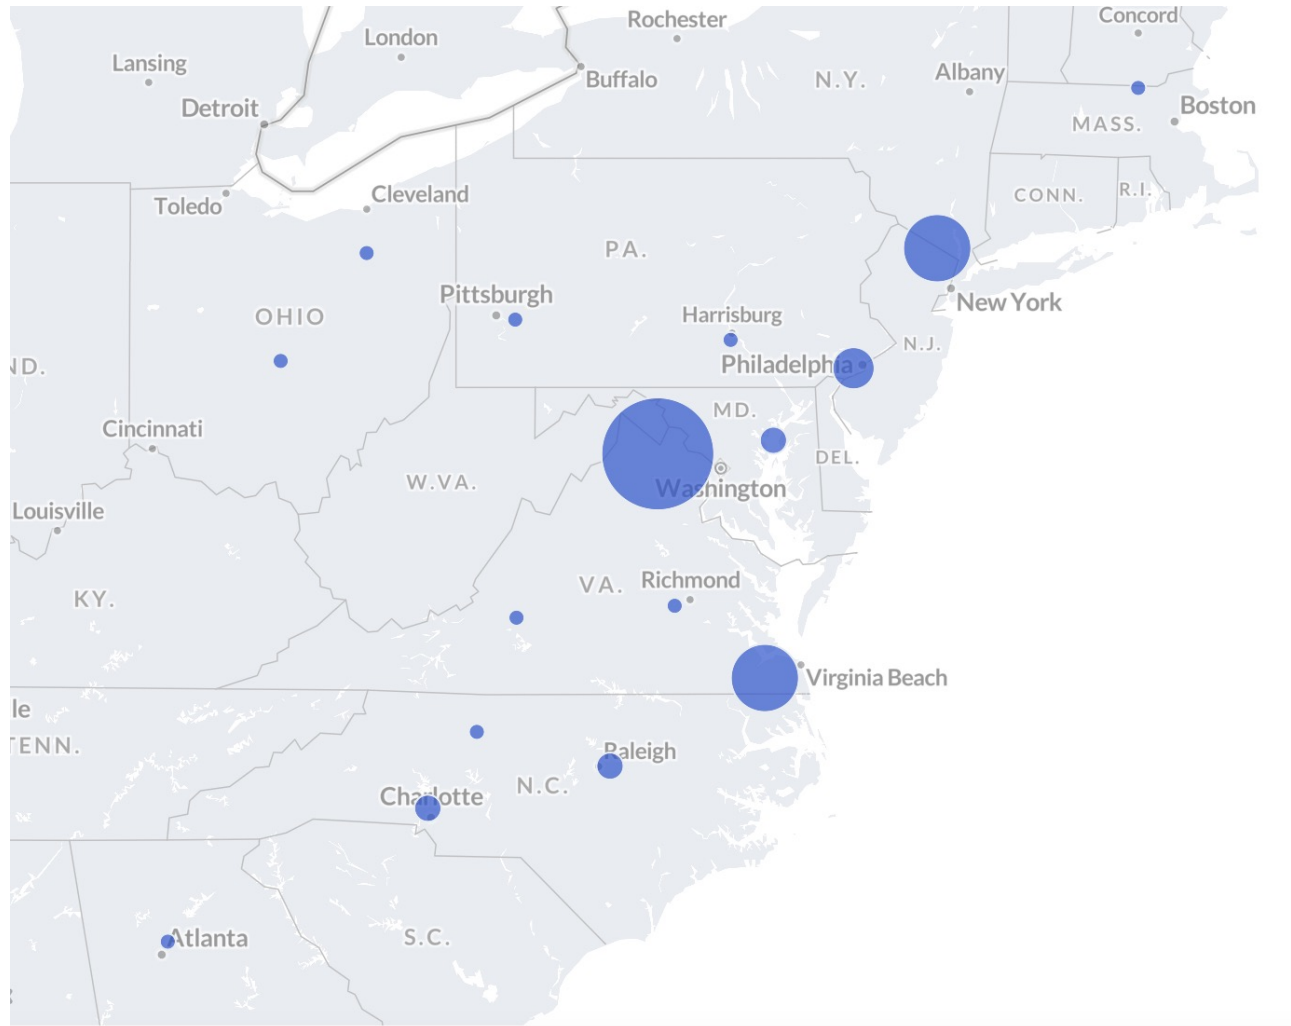 Concord
Rochester
London
Lansing
Buffalo
N.Y.
Albany
Detroit
Boston
MASS.
Cleveland
CONN.
R.I.
Toledo
PA.
Pittsburgh
New York
OHIO
Harrisburg
N.J.
Philadelphia
ND.
MD.
Cincinnati
DEL.
W.VA.
Washington
Louisville
Richmond
VA.
KY.
Virginia Beach
le
TENN.
Raleigh
N.C.
Charlotte
Atlanta
S.C.